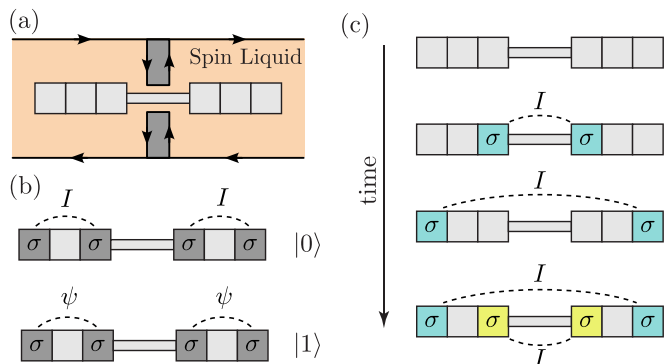 (a)
Spin Liquid
(b)
I I
σ σ σ σ |0⟩
ψ ψ
σ σ σ σ |1⟩
(c)
time
I
σ σ
I
σ σ
I
σ σ σ σ
I